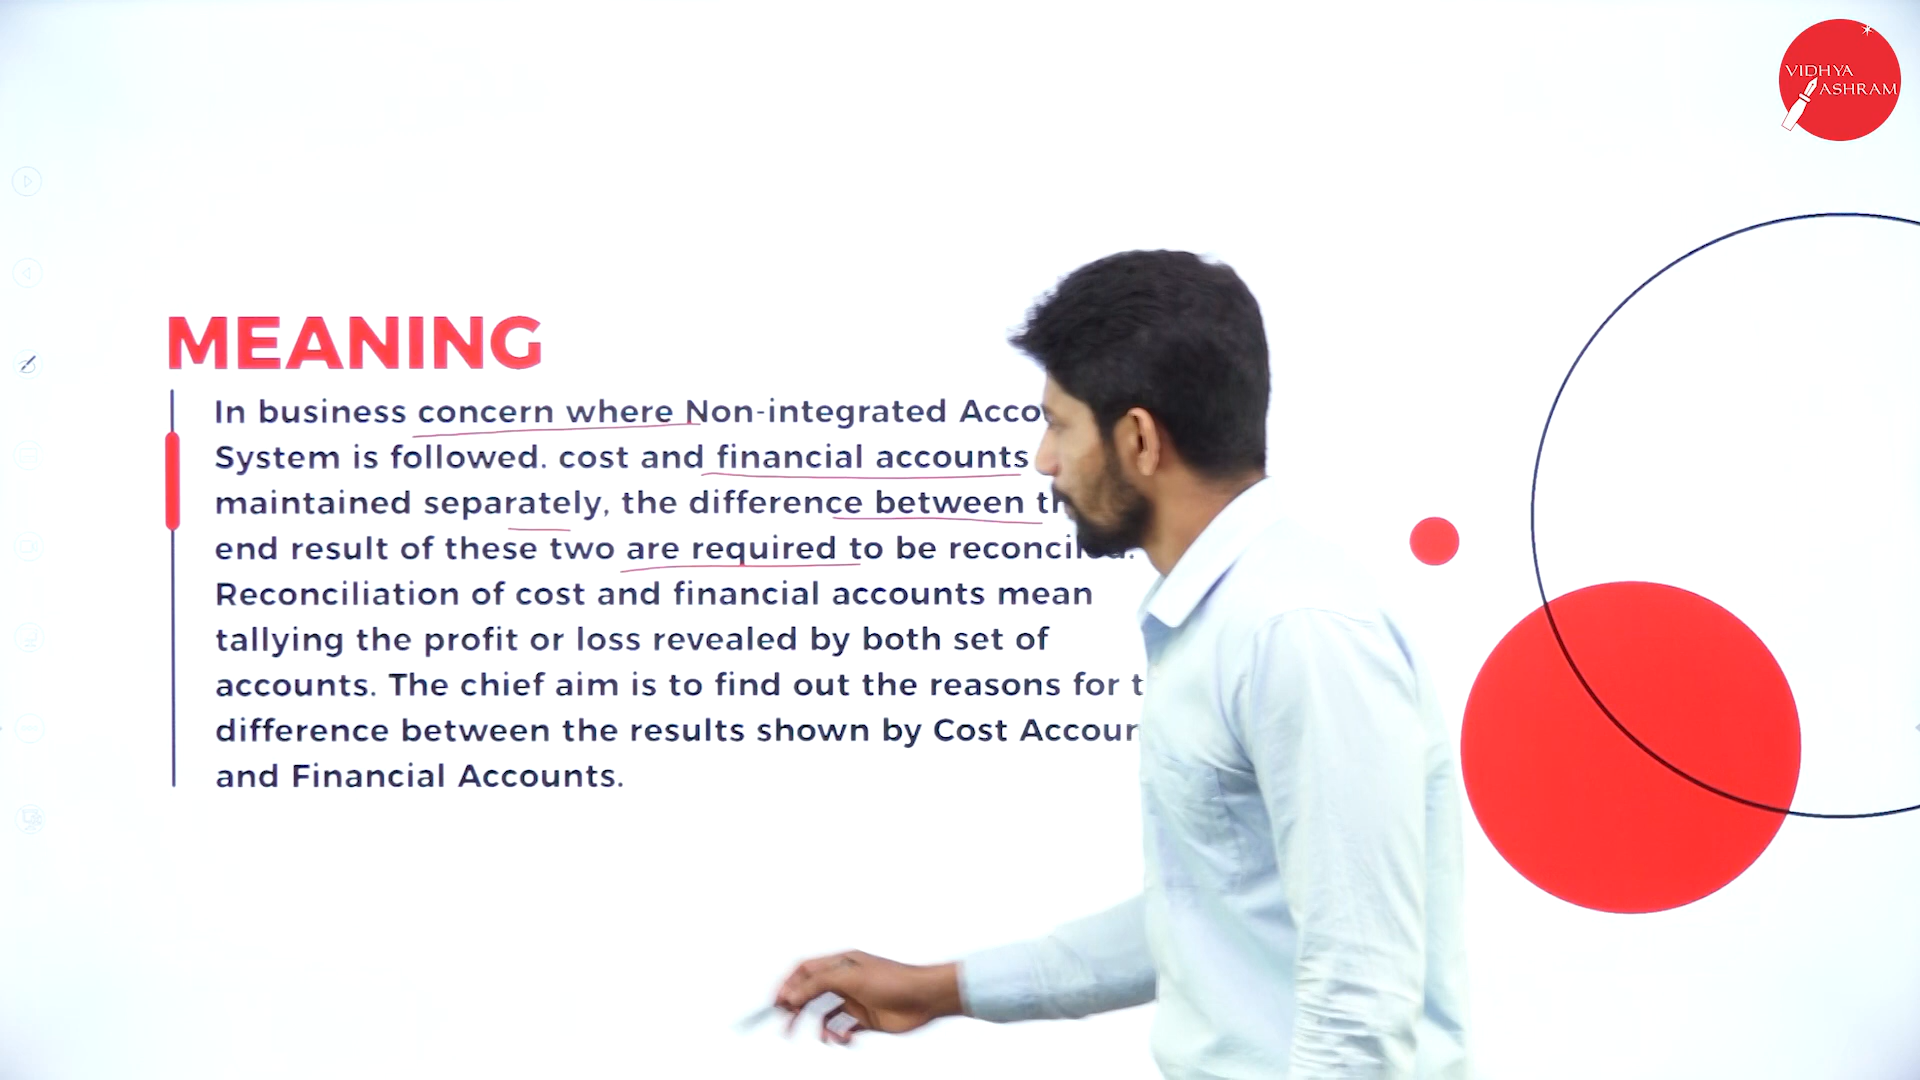 VIDHYA
ASHRAM
MEANING
In business concern where Non-integrated
System is followed. cost and financial accounts
maintained separately, the difference between
end result of these two are required to be
Reconciliation of cost and financial accounts mean
tallying the profit or loss revealed by both set of
accounts. The chief aim is to find out the reasons for
difference between the results shown by Cost
and Financial Accounts.